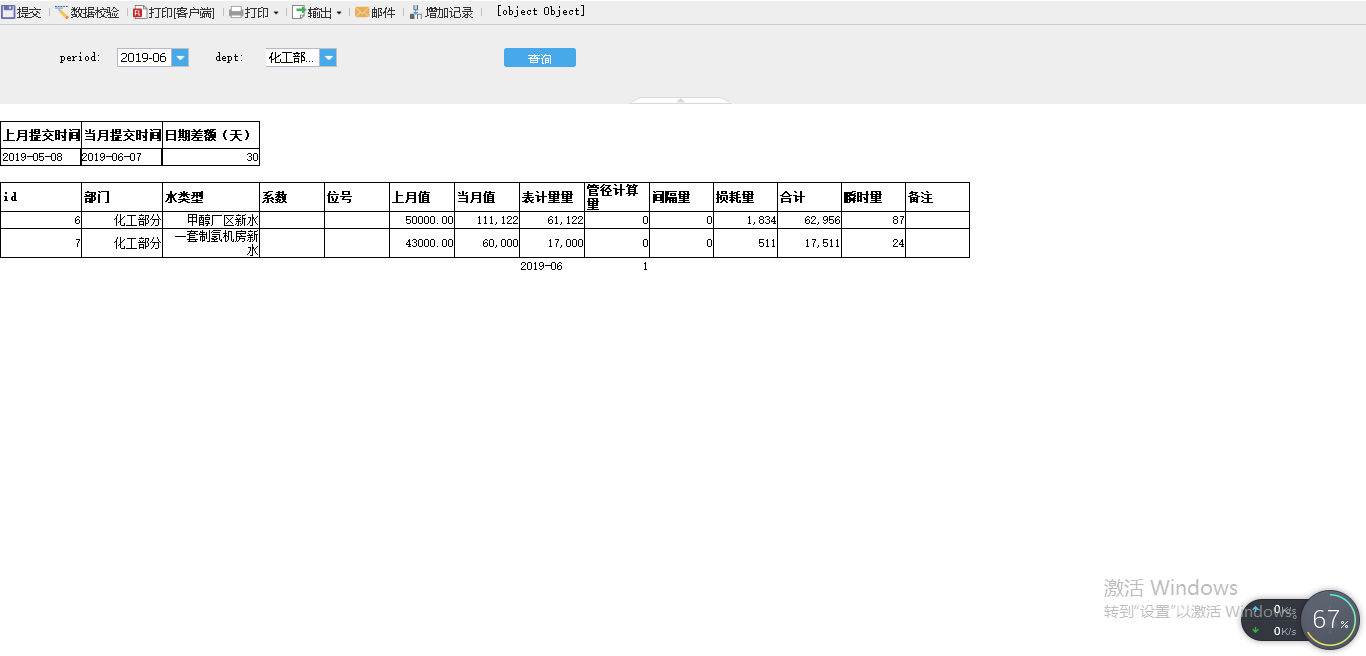 提交 数据校验 打印[客户端] 打印 输出 邮件 增加记录 [object Object]
period: 2019-06 dept: 化工部... 查询
上月提交时间 当月提交时间 日期差额（天）
2019-05-08 2019-06-07 30
id 部门 水类型 系数 位号 上月值 当月值 表计量量 管径计算量 间隔量 损耗量 合计 瞬时量 备注
6 化工部分 甲醇厂区新水 50000.00 111,122 61,122 0 0 1,834 62,956 87
7 化工部分 一套制氢机房新水 43000.00 60,000 17,000 0 0 511 17,511 24
2019-06 1
激活 Windows
转到"设置"以激活 Windows。
0K/s
0K/s
67%